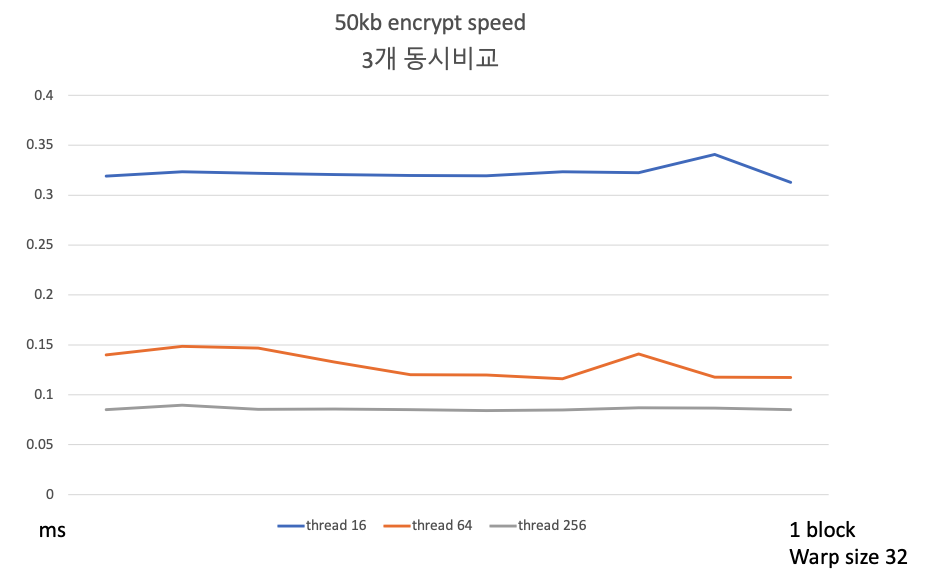 50kb encrypt speed
3개 동시비교
0.4
0.35
0.3
0.25
0.2
0.15
0.1
0.05
0
ms
thread 16 thread 64 thread 256
1 block
Warp size 32